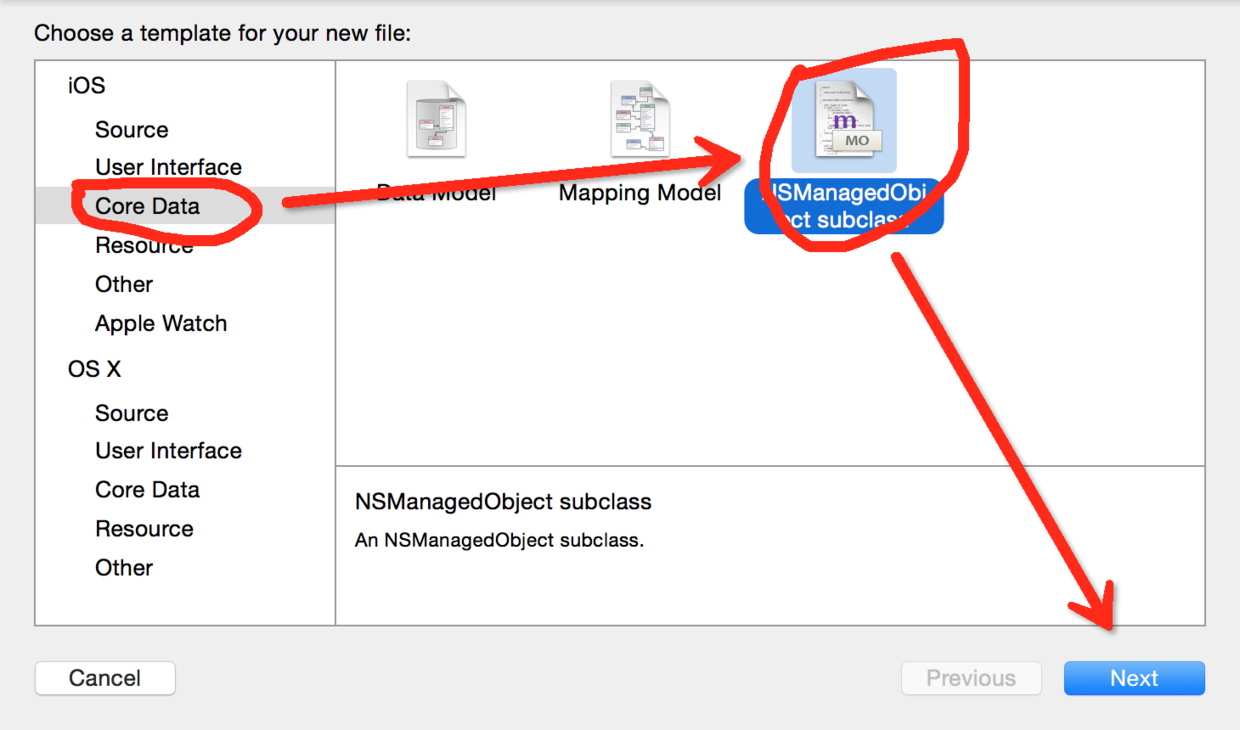 Choose a template for your new file:
iOS
Source
User Interface
Core Data
Resource
Other
Apple Watch
OS X
Source
User Interface
Core Data
Resource
Other
Data Model
Mapping Model
MO
NSManagedObj
ect subclass
NSManagedObject subclass
An NSManagedObject subclass.
Cancel
Previous
Next